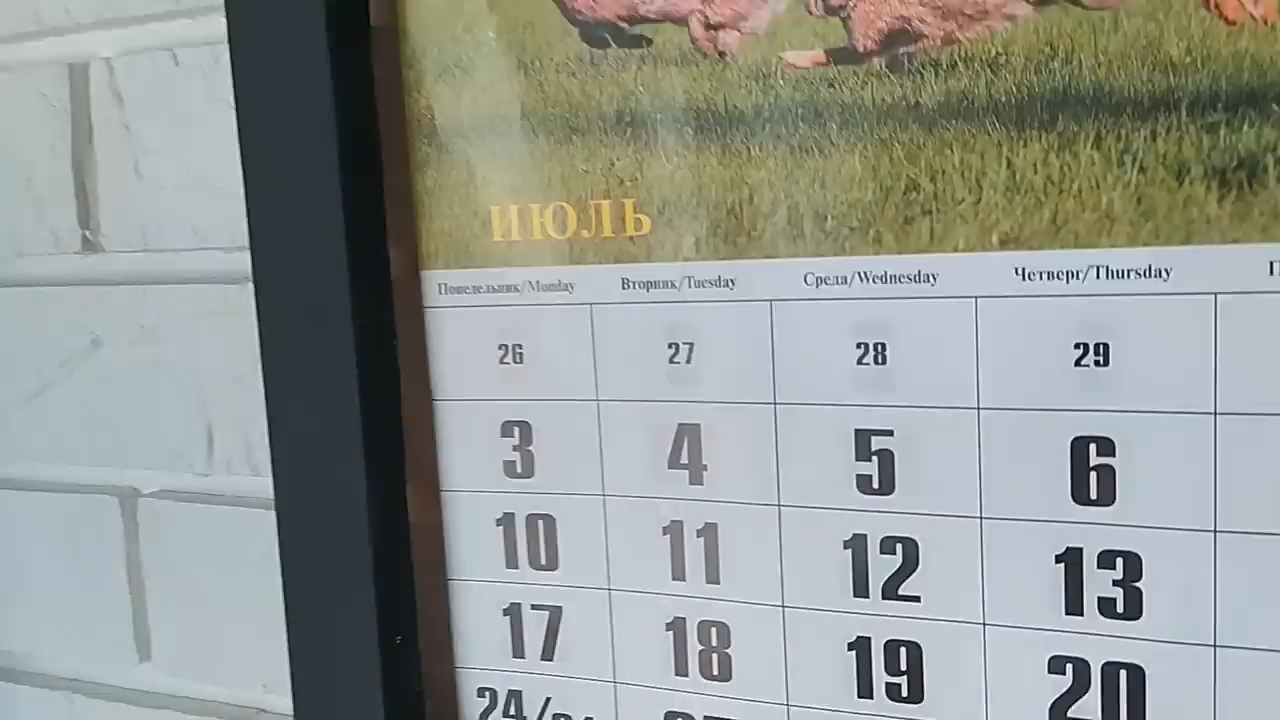 ИЮЛЬ
Понедельник/Monday Вторник/Tuesday Среда/Wednesday Четверг/Thursday
26 27 28 29
3 4 5 6
10 11 12 13
17 18 19 20
24/